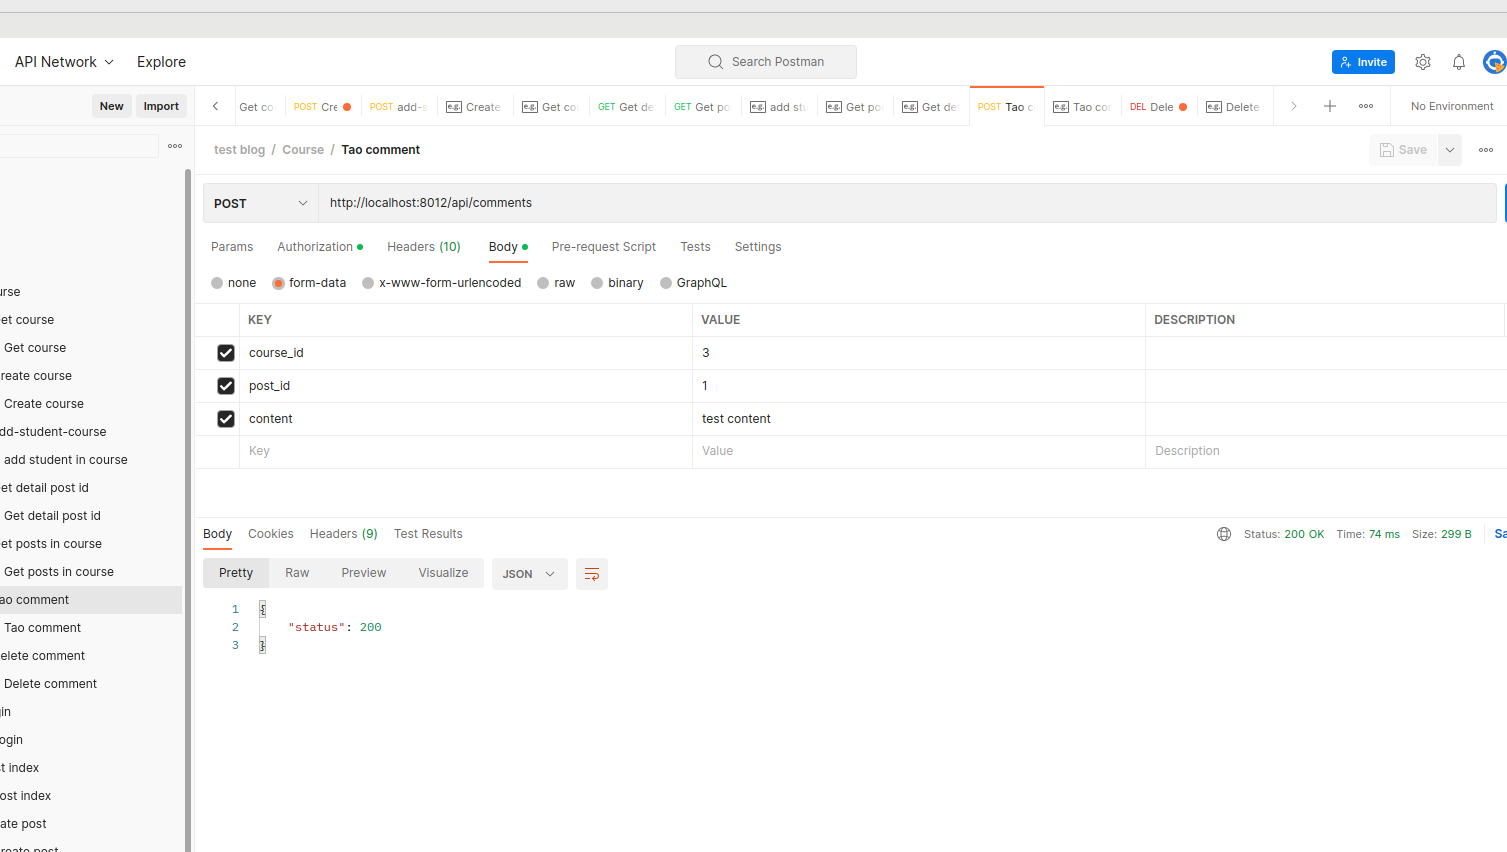 API Network Explore Search Postman Invite
New Import Get co POST Cre POST add-s e.g. Create e.g. Get co GET Get de GET Get po e.g. add stu e.g. Get po e.g. Get de POST Tao c e.g. Tao co DEL Dele e.g. Delete No Environment
test blog / Course / Tao comment Save
POST http://localhost:8012/api/comments
Params Authorization Headers (10) Body Pre-request Script Tests Settings
none form-data x-www-form-urlencoded raw binary GraphQL
KEY VALUE DESCRIPTION
course_id 3
post_id 1
content test content
Key Value Description
Body Cookies Headers (9) Test Results Status: 200 OK Time: 74 ms Size: 299 B Sa
Pretty Raw Preview Visualize JSON
1 {
2 "status": 200
3 }
urse
et course
Get course
reate course
Create course
dd-student-course
add student in course
et detail post id
Get detail post id
et posts in course
Get posts in course
ao comment
Tao comment
elete comment
Delete comment
in
ogin
t index
ost index
ate post
reate post